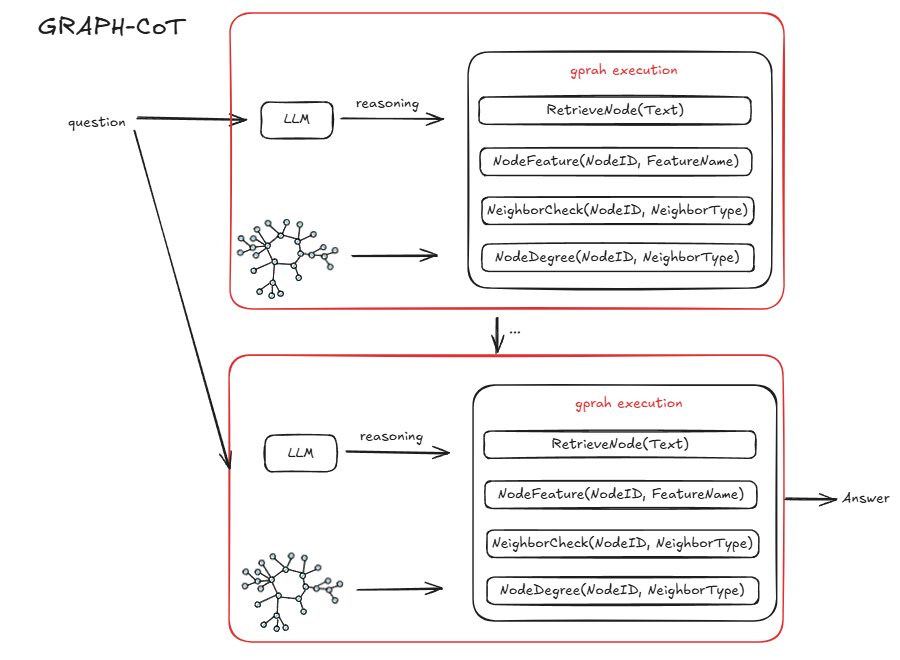 GRAPH-CoT
question
LLM
reasoning
gprah execution
RetrieveNode(Text)
NodeFeature(NodeID, FeatureName)
NeighborCheck(NodeID, NeighborType)
NodeDegree(NodeID, NeighborType)
...
LLM
reasoning
gprah execution
RetrieveNode(Text)
NodeFeature(NodeID, FeatureName)
NeighborCheck(NodeID, NeighborType)
NodeDegree(NodeID, NeighborType)
Answer